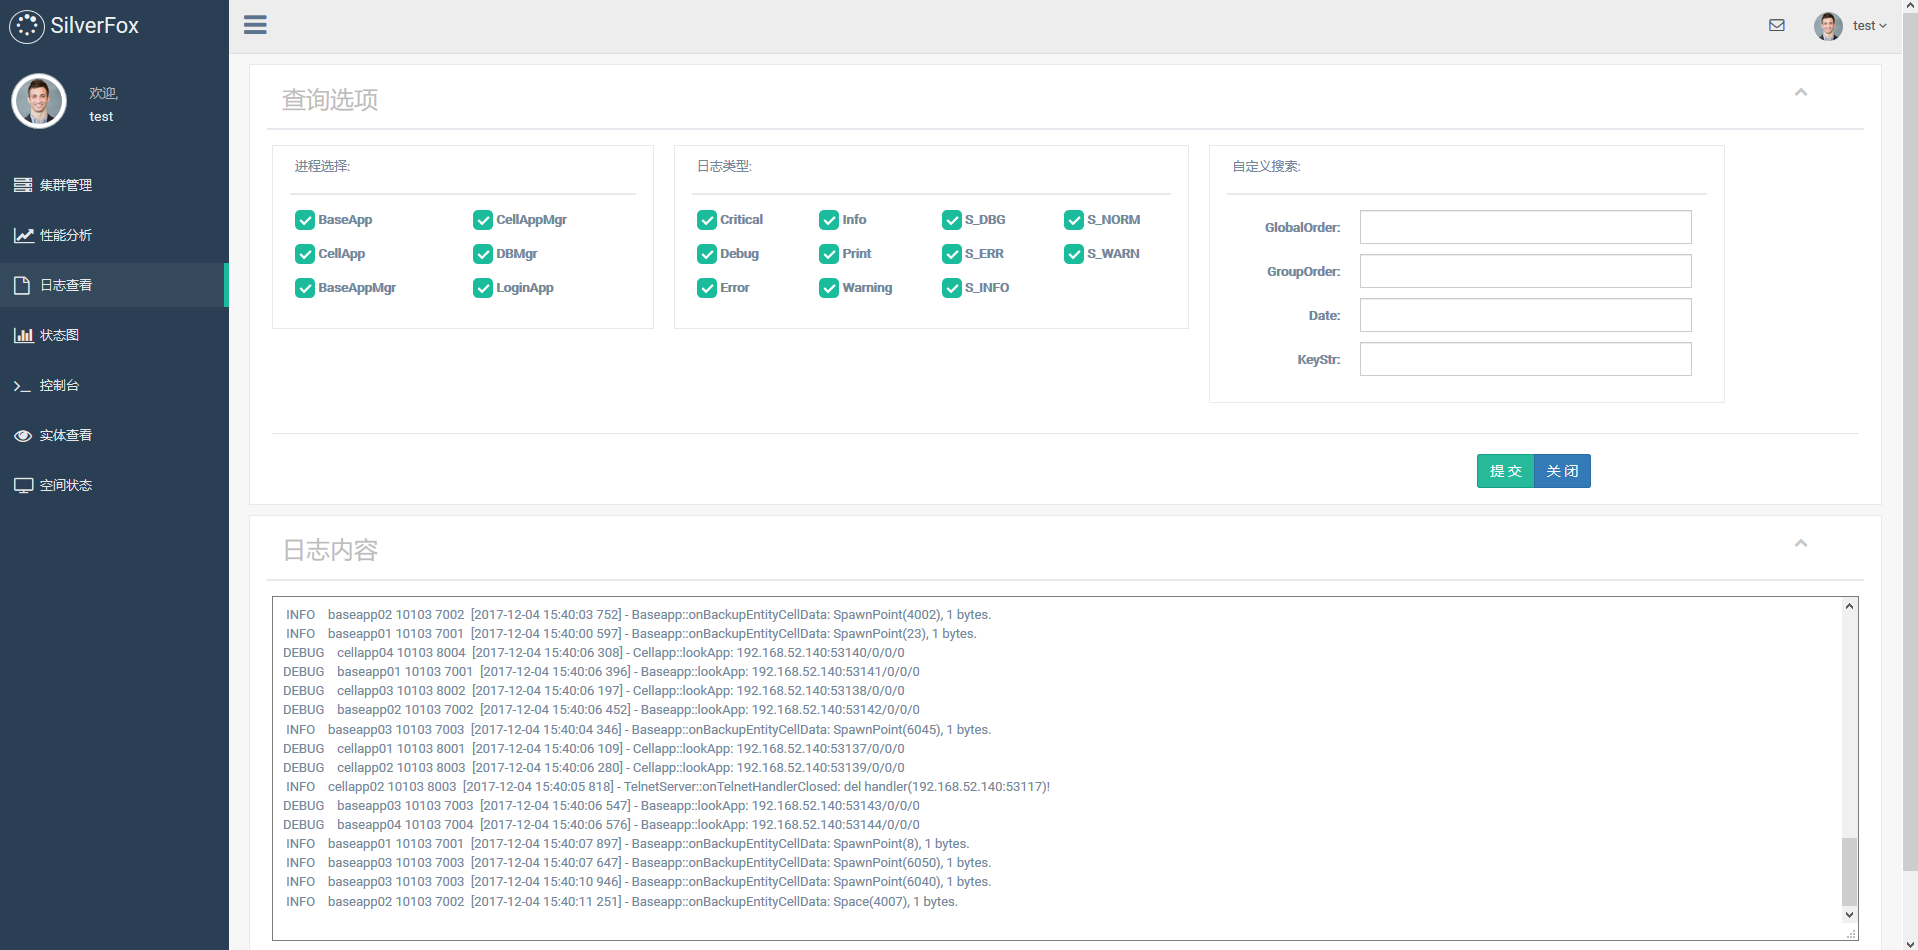 SilverFox
test
欢迎,
test
集群管理
性能分析
日志查看
状态图
控制台
实体查看
空间状态
查询选项
进程选择:
BaseApp CellAppMgr
CellApp DBMgr
BaseAppMgr LoginApp
日志类型:
Critical Info S_DBG S_NORM
Debug Print S_ERR S_WARN
Error Warning S_INFO
自定义搜索:
GlobalOrder:
GroupOrder:
Date:
KeyStr:
提 交 关 闭
日志内容
INFO baseapp02 10103 7002 [2017-12-04 15:40:03 752] - Baseapp::onBackupEntityCellData: SpawnPoint(4002), 1 bytes.
INFO baseapp01 10103 7001 [2017-12-04 15:40:00 597] - Baseapp::onBackupEntityCellData: SpawnPoint(23), 1 bytes.
DEBUG cellapp04 10103 8004 [2017-12-04 15:40:06 308] - Cellapp::lookApp: 192.168.52.140:53140/0/0/0
DEBUG baseapp01 10103 7001 [2017-12-04 15:40:06 396] - Baseapp::lookApp: 192.168.52.140:53141/0/0/0
DEBUG cellapp03 10103 8002 [2017-12-04 15:40:06 197] - Cellapp::lookApp: 192.168.52.140:53138/0/0/0
DEBUG baseapp02 10103 7002 [2017-12-04 15:40:06 452] - Baseapp::lookApp: 192.168.52.140:53142/0/0/0
INFO baseapp03 10103 7003 [2017-12-04 15:40:04 346] - Baseapp::onBackupEntityCellData: SpawnPoint(6045), 1 bytes.
DEBUG cellapp01 10103 8001 [2017-12-04 15:40:06 109] - Cellapp::lookApp: 192.168.52.140:53137/0/0/0
DEBUG cellapp02 10103 8003 [2017-12-04 15:40:06 280] - Cellapp::lookApp: 192.168.52.140:53139/0/0/0
INFO cellapp02 10103 8003 [2017-12-04 15:40:05 818] - TelnetServer::onTelnetHandlerClosed: del handler(192.168.52.140:53117)!
DEBUG baseapp03 10103 7003 [2017-12-04 15:40:06 547] - Baseapp::lookApp: 192.168.52.140:53143/0/0/0
DEBUG baseapp04 10103 7004 [2017-12-04 15:40:06 576] - Baseapp::lookApp: 192.168.52.140:53144/0/0/0
INFO baseapp01 10103 7001 [2017-12-04 15:40:07 897] - Baseapp::onBackupEntityCellData: SpawnPoint(8), 1 bytes.
INFO baseapp03 10103 7003 [2017-12-04 15:40:07 647] - Baseapp::onBackupEntityCellData: SpawnPoint(6050), 1 bytes.
INFO baseapp03 10103 7003 [2017-12-04 15:40:10 946] - Baseapp::onBackupEntityCellData: SpawnPoint(6040), 1 bytes.
INFO baseapp02 10103 7002 [2017-12-04 15:40:11 251] - Baseapp::onBackupEntityCellData: Space(4007), 1 bytes.